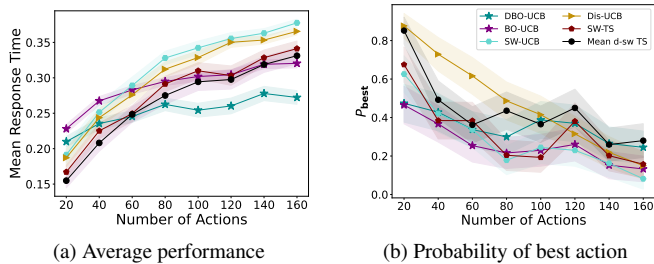 Mean Response Time
0.35
0.30
0.25
0.20
0.15
20 40 60 80 100 120 140 160
Number of Actions
DBO-UCB
BO-UCB
SW-UCB
Dis-UCB
SW-TS
Mean d-sw TS
P_best
0.8
0.6
0.4
0.2
0.0
20 40 60 80 100 120 140 160
Number of Actions
(a) Average performance
(b) Probability of best action